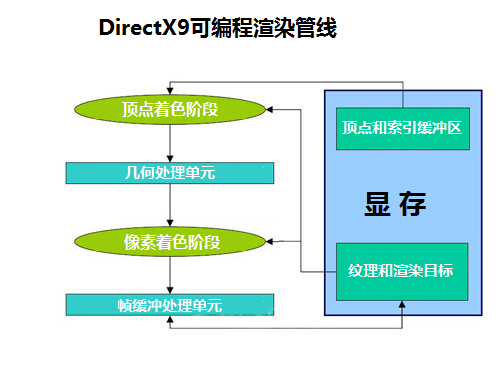 DirectX9可编程渲染管线
顶点着色阶段
顶点和索引缓冲区
几何处理单元
显存
像素着色阶段
纹理和渲染目标
帧缓冲处理单元